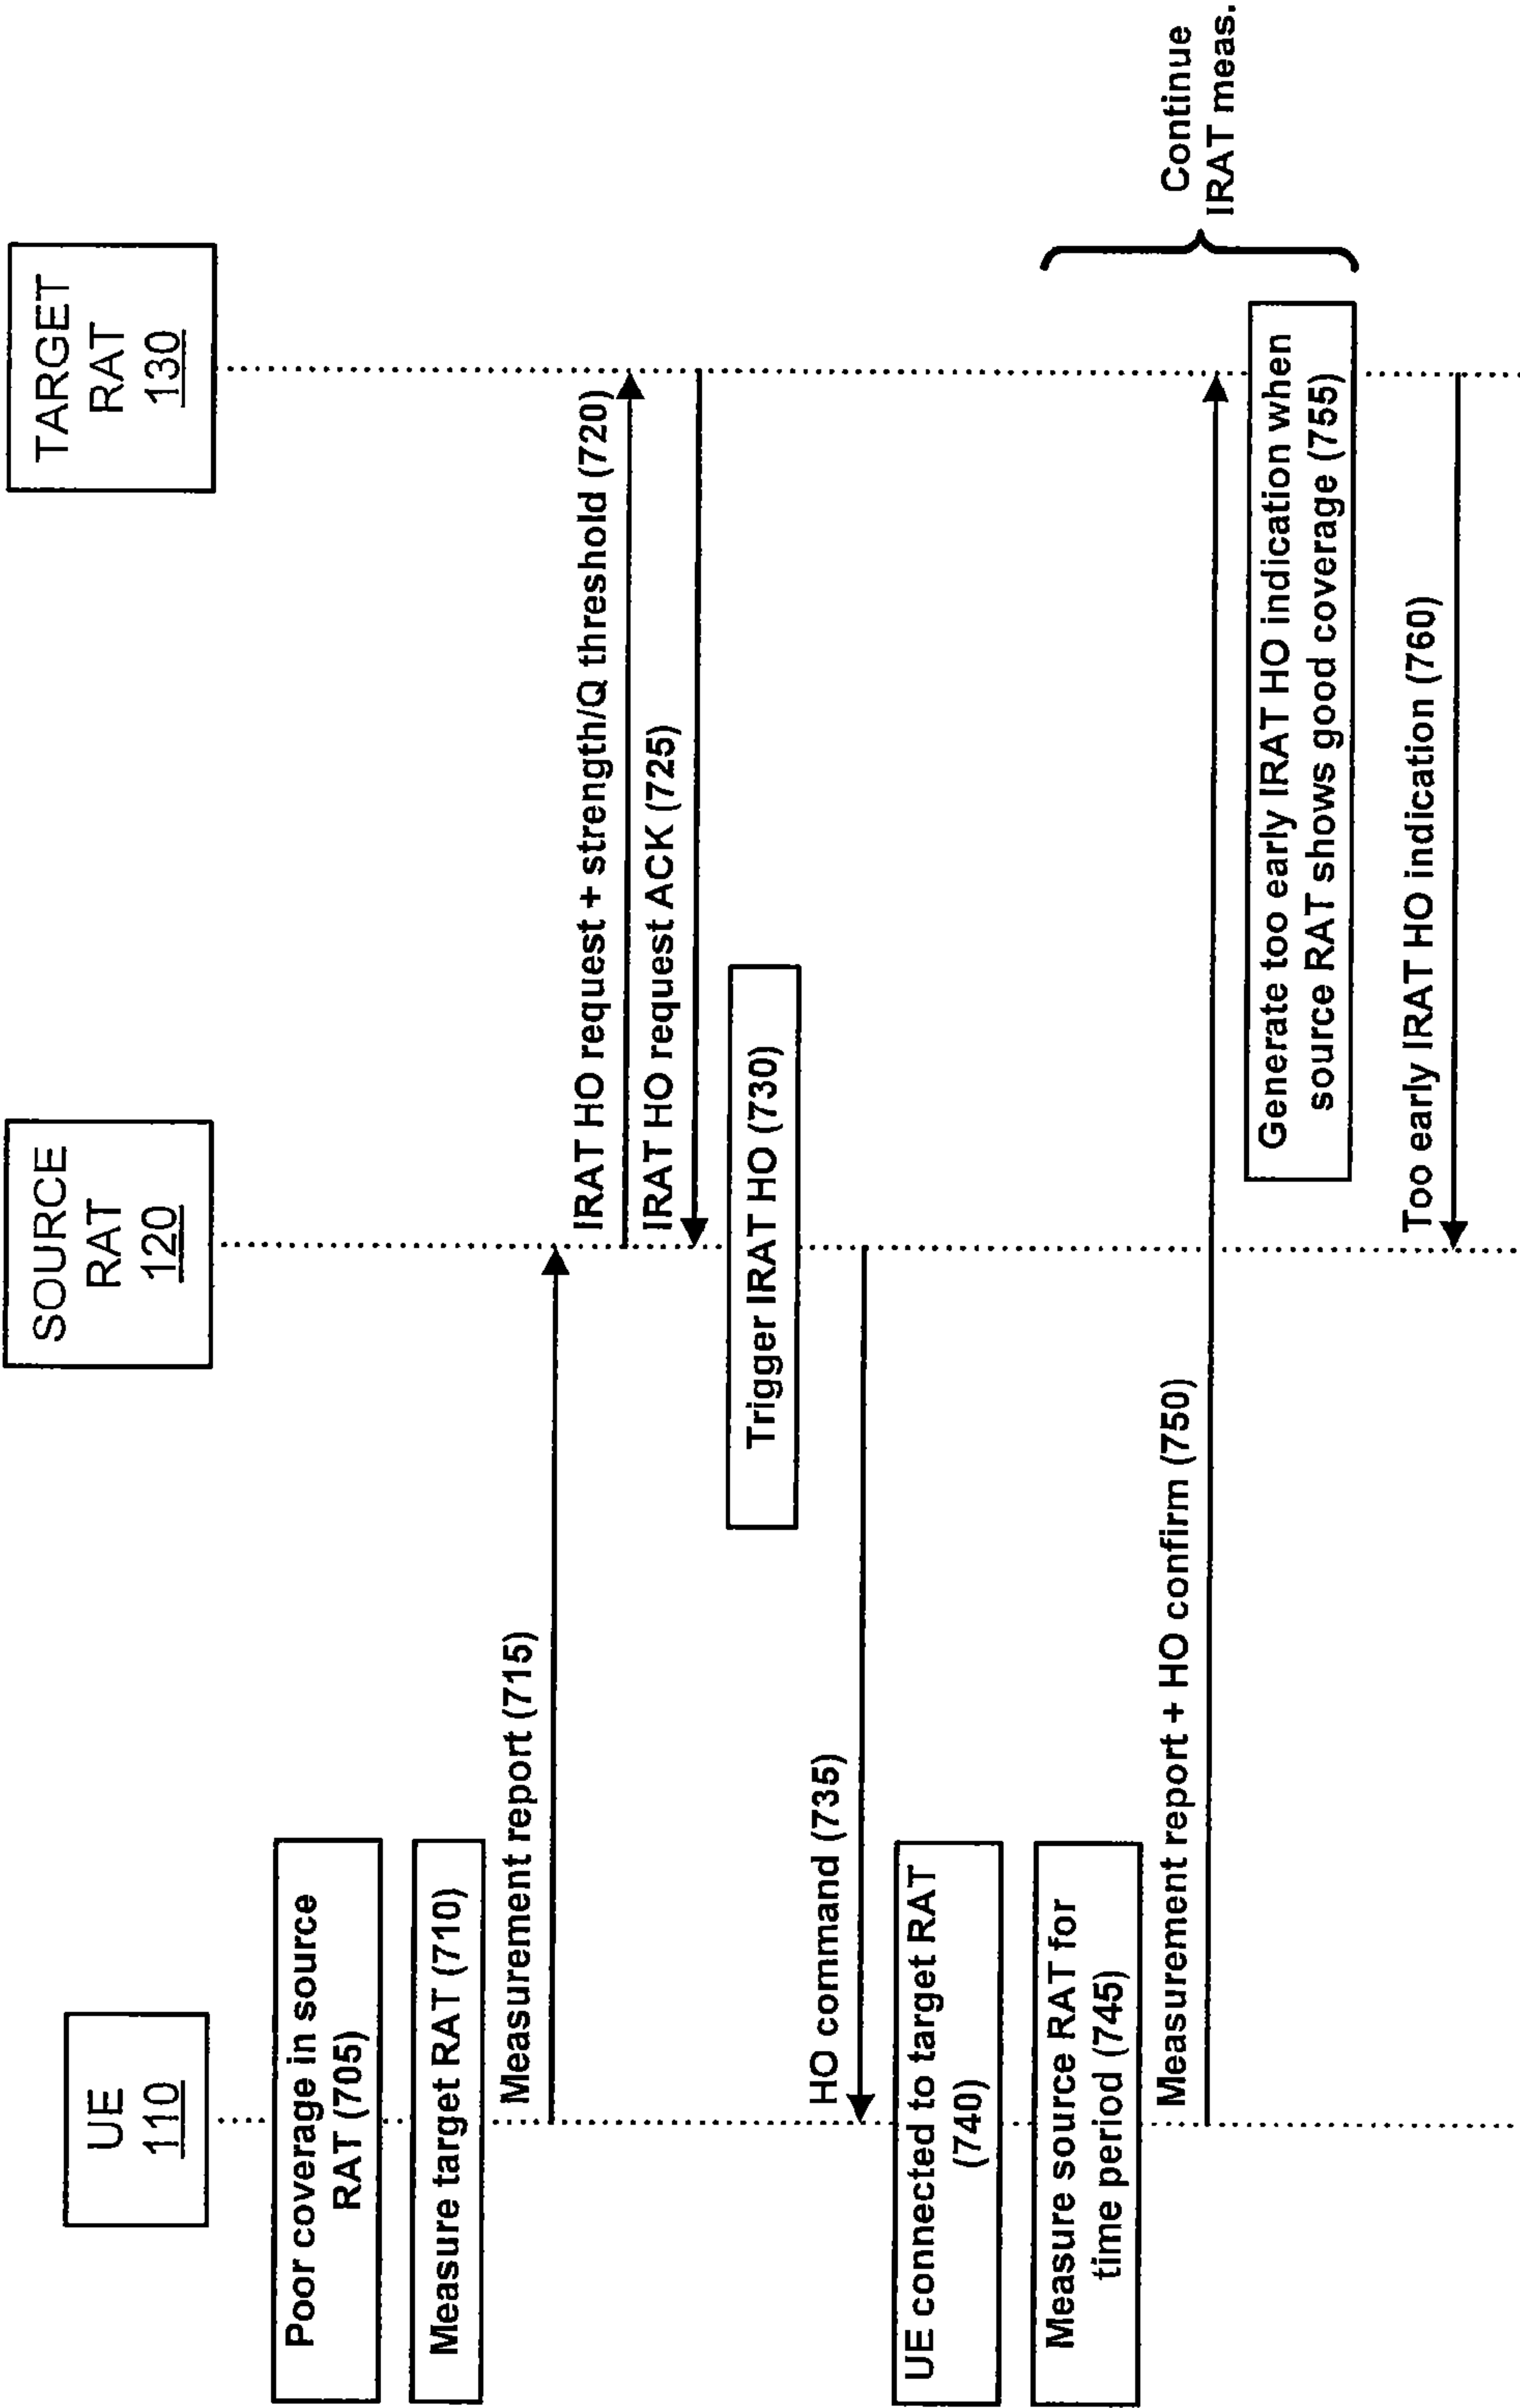 UE
110
SOURCE
RAT
120
TARGET
RAT
130
Poor coverage in source
RAT (705)
Measure target RAT (710)
Measurement report (715)
IRAT HO request + strength/Q threshold (720)
IRAT HO request ACK (725)
Trigger IRAT HO (730)
HO command (735)
UE connected to target RAT
(740)
Measure source RAT for
time period (745)
Measurement report + HO confirm (750)
Generate too early IRAT HO indication when
source RAT shows good coverage (755)
Continue
IRAT meas.
Too early IRAT HO indication (760)